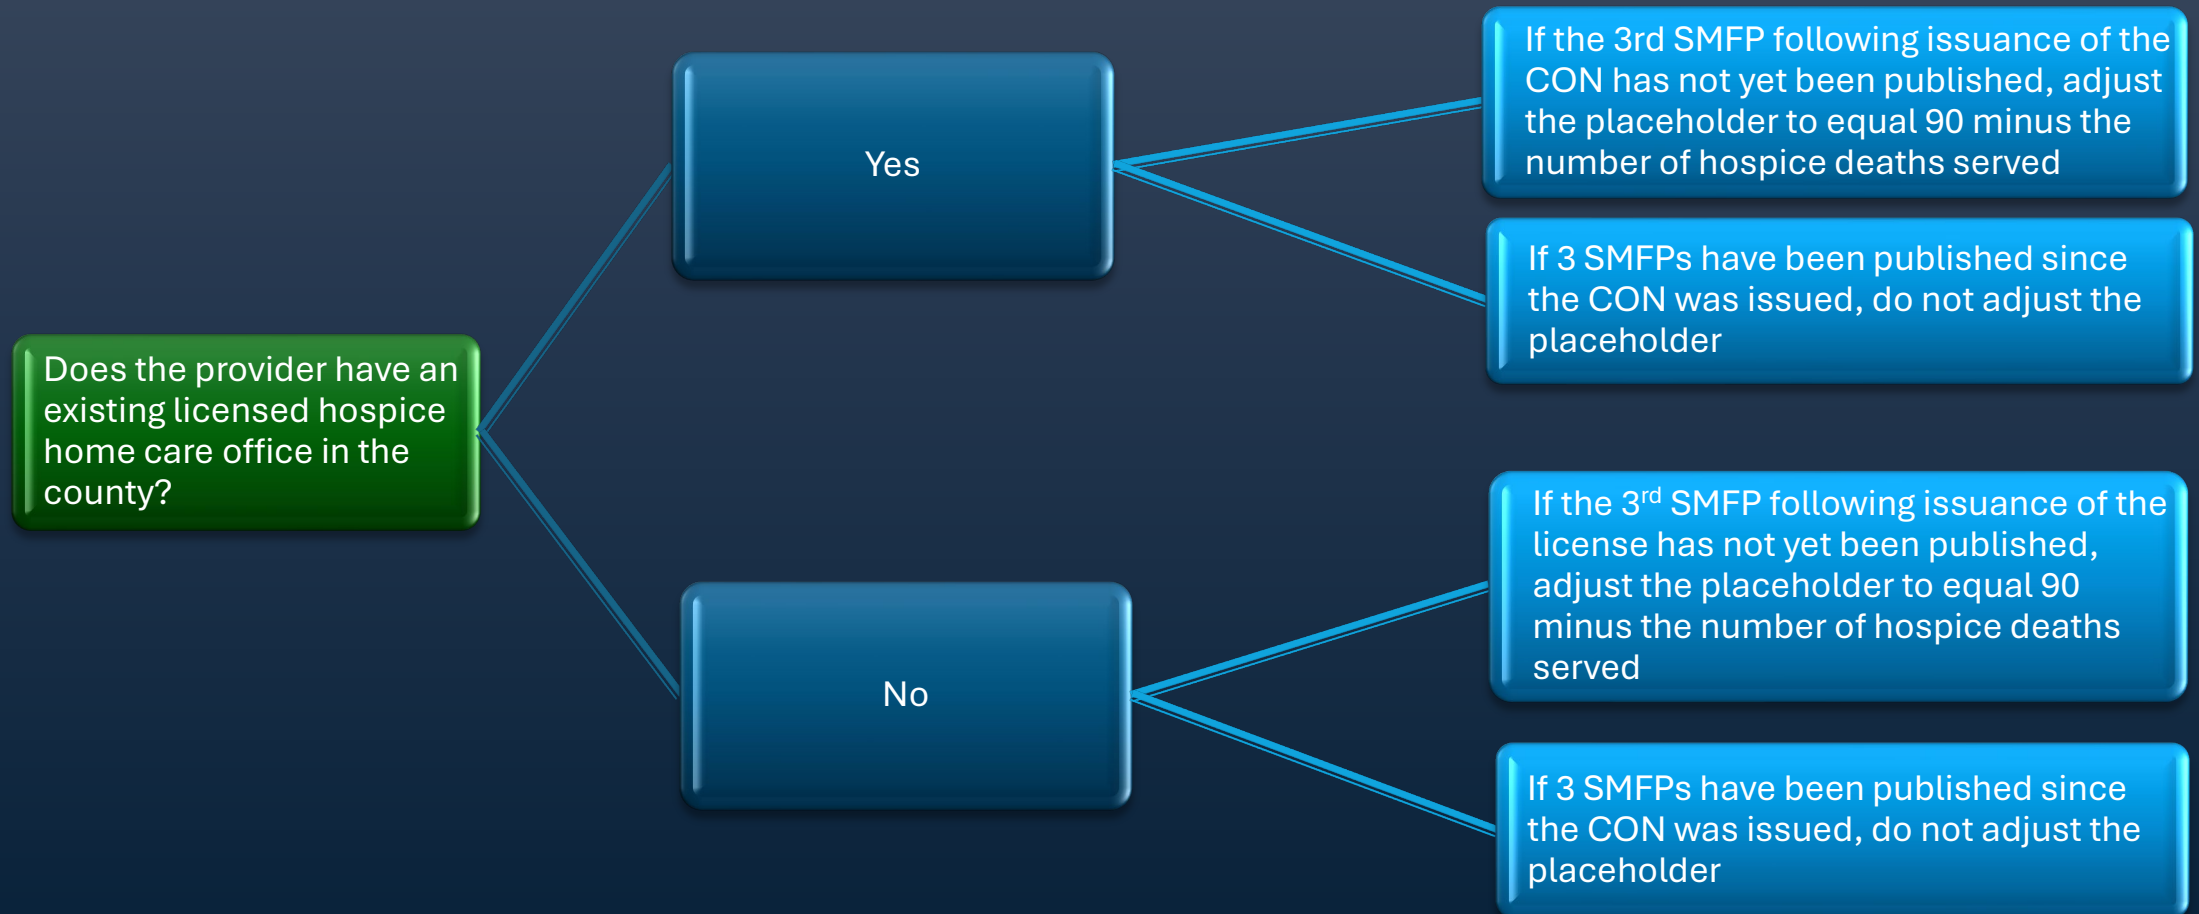 Does the provider have an
existing licensed hospice
home care office in the
county?
Yes
If the 3rd SMFP following issuance of the
CON has not yet been published, adjust
the placeholder to equal 90 minus the
number of hospice deaths served
If 3 SMFPs have been published since
the CON was issued, do not adjust the
placeholder
No
If the 3rd SMFP following issuance of the
license has not yet been published,
adjust the placeholder to equal 90
minus the number of hospice deaths
served
If 3 SMFPs have been published since
the CON was issued, do not adjust the
placeholder